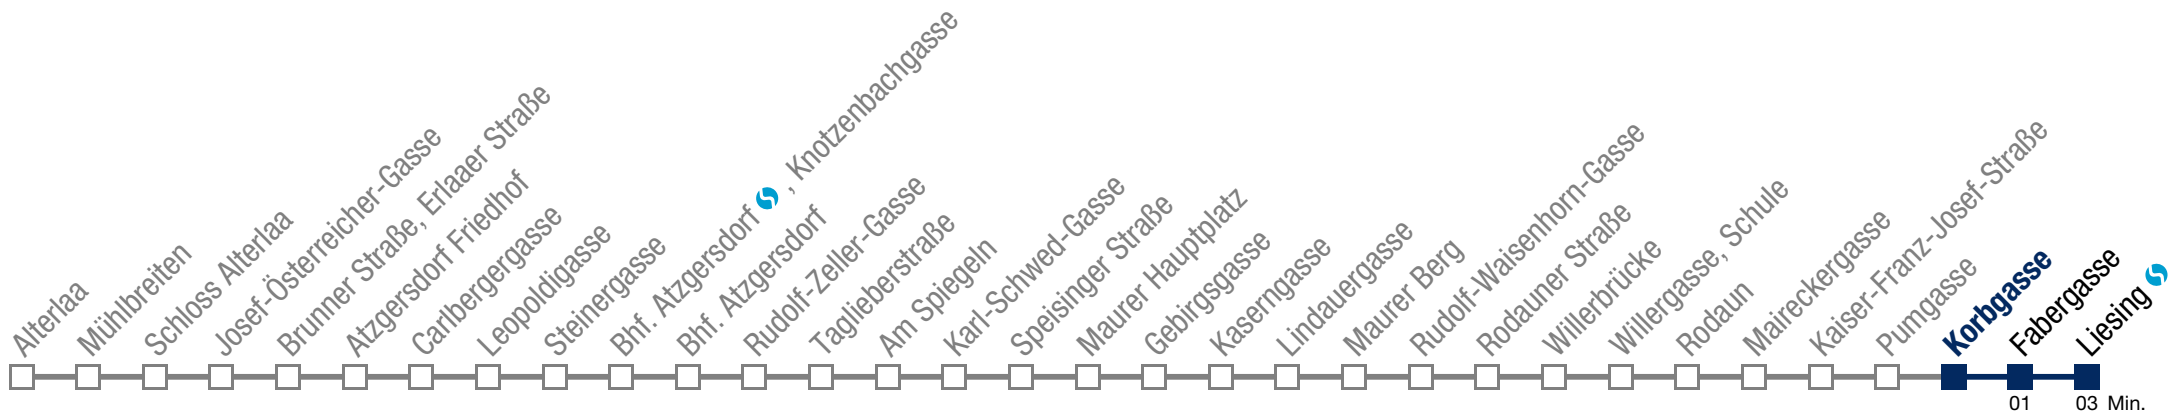 Alterlaa
Mühlbreiten
Schloss Alterlaa
Josef-Österreicher-Gasse
Brunner Straße, Erlaaer Straße
Atzgersdorf Friedhof
Carlbergergasse
Leopoldigasse
Steinergasse
Bhf. Atzgersdorf , Knotzenbachgasse
Bhf. Atzgersdorf
Rudolf-Zeller-Gasse
Taglieberstraße
Am Spiegeln
Karl-Schwed-Gasse
Speisinger Straße
Maurer Hauptplatz
Gebirgsgasse
Kaserngasse
Lindauergasse
Maurer Berg
Rudolf-Waisenhorn-Gasse
Rodauner Straße
Willerbrücke
Willergasse, Schule
Rodaun
Maireckergasse
Kaiser-Franz-Josef-Straße
Pumgasse
Korbgasse
Fabergasse
Liesing
01 03 Min.